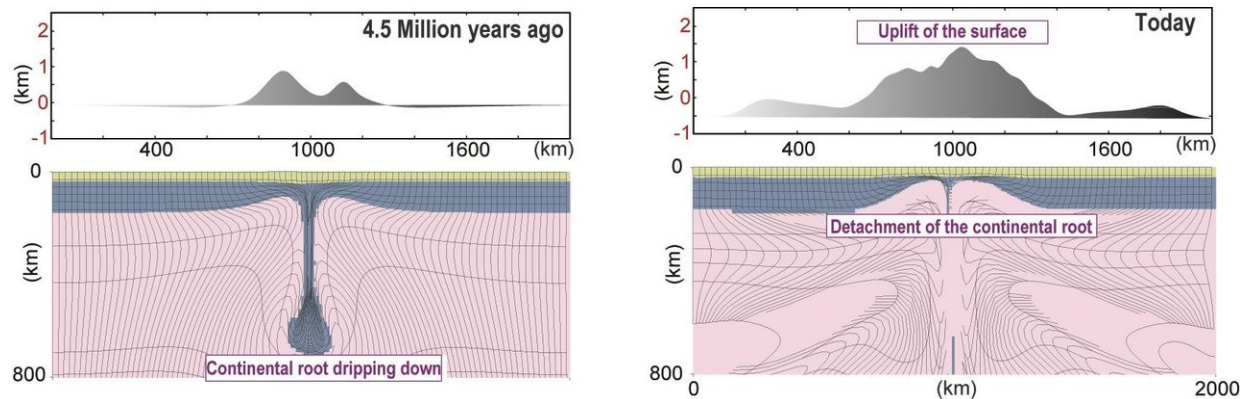 4.5 Million years ago
2
1
0
-1
(km)
400
1000
1600
(km)
0
(km)
800
Continental root dripping down
Today
Uplift of the surface
2
1
0
-1
(km)
400
1000
1600
(km)
0
(km)
Detachment of the continental root
800
0
(km)
2000